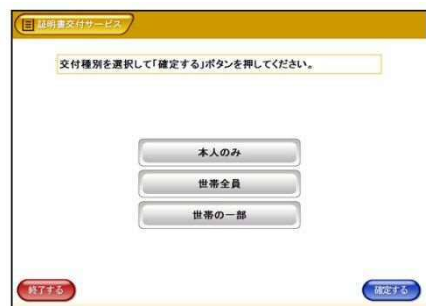 証明書交付サービス
交付種別を選択して「確定する」ボタンを押してください。
本人のみ
世帯全員
世帯の一部
終了する
確定する